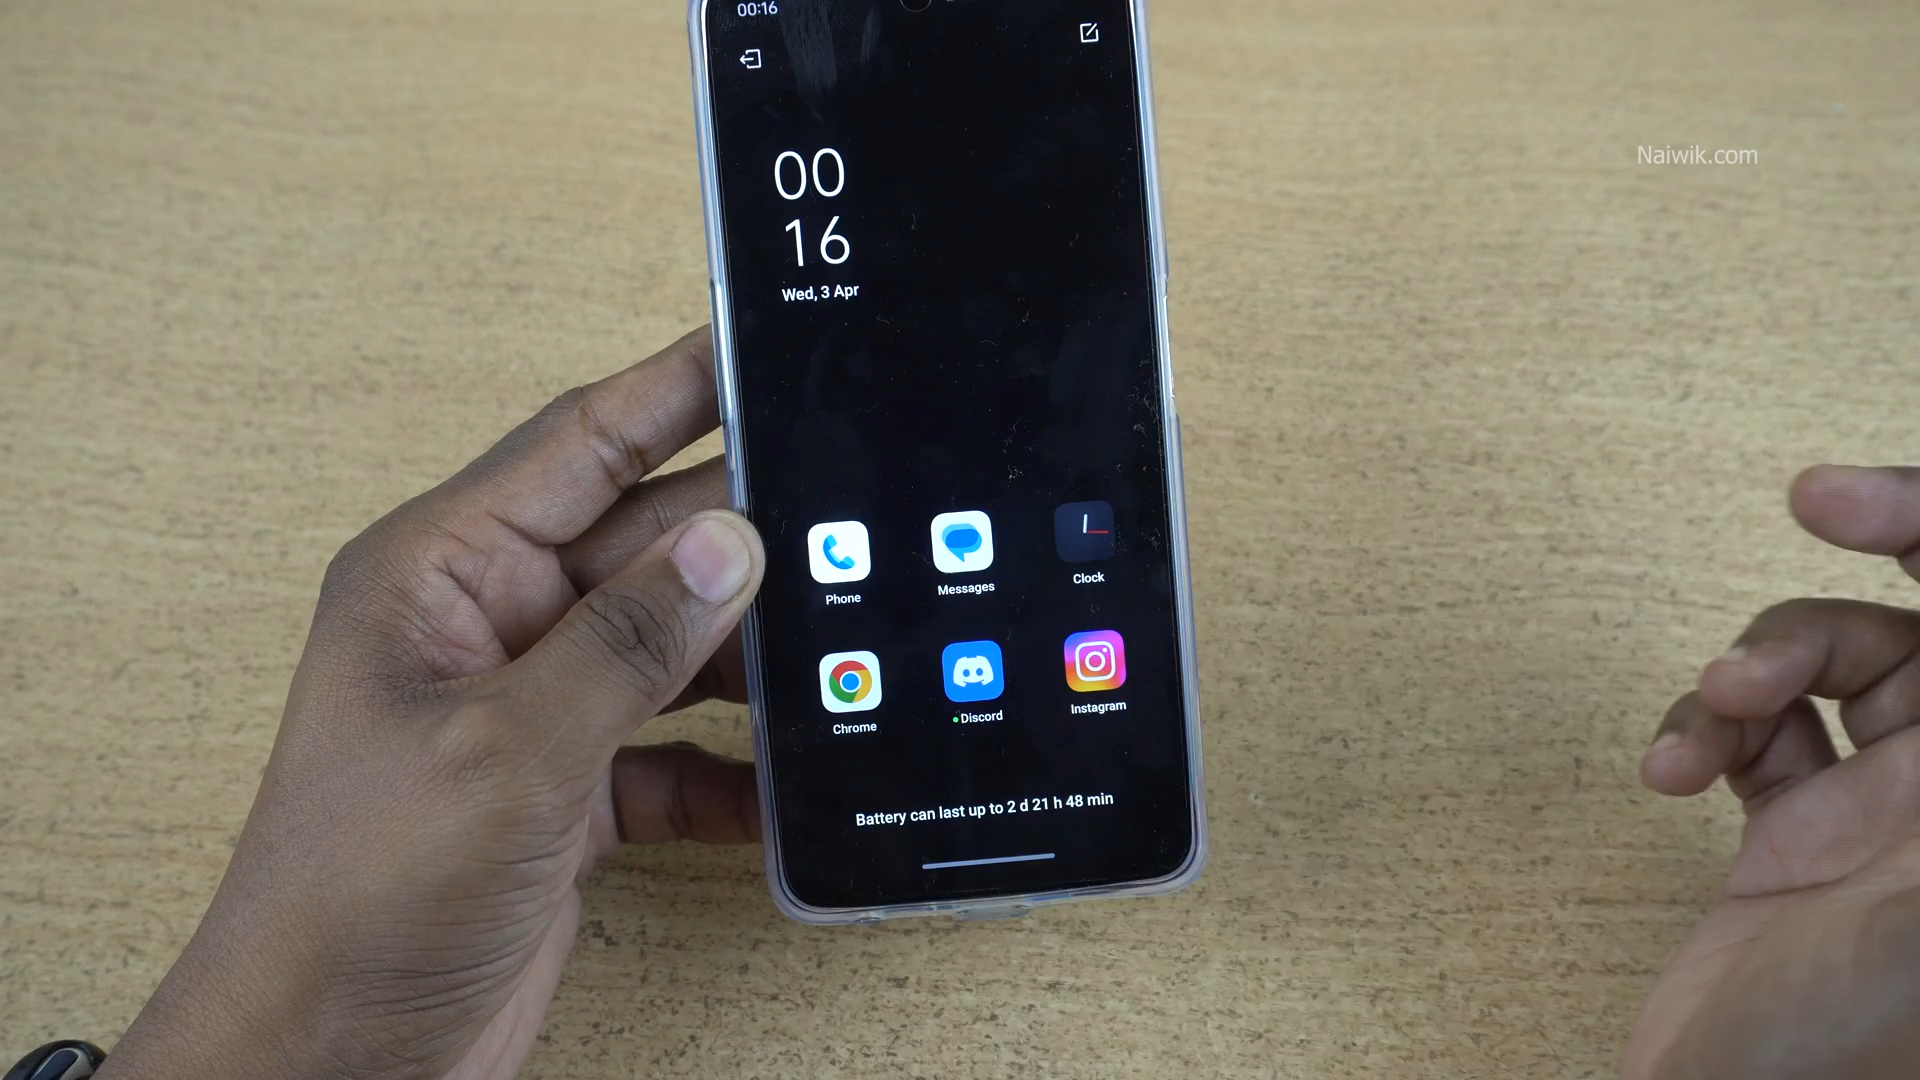 00:16
Naiwik.com
00
16
Wed, 3 Apr
Phone
Messages
Clock
Chrome
Discord
Instagram
Battery can last up to 2 d 21 h 48 min